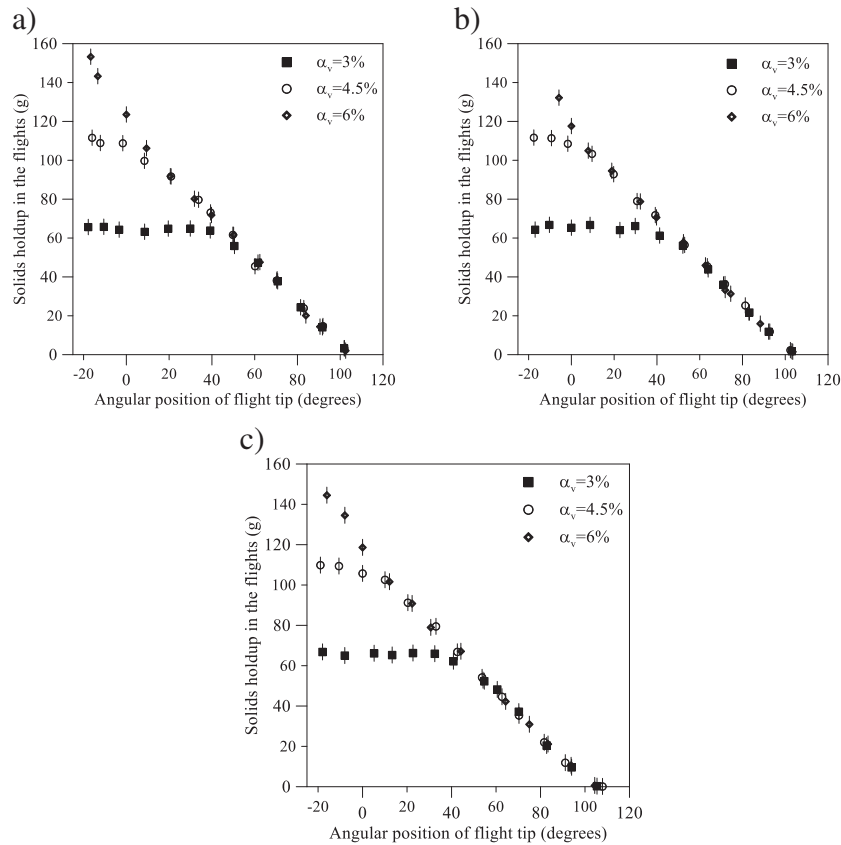 a)
160
140
120
100
80
60
40
20
0
Solids holdup in the flights (g)
αv=3%
αv=4.5%
αv=6%
-20 0 20 40 60 80 100 120
Angular position of flight tip (degrees)
b)
160
140
120
100
80
60
40
20
0
Solids holdup in the flights (g)
αv=3%
αv=4.5%
αv=6%
-20 0 20 40 60 80 100 120
Angular position of flight tip (degrees)
c)
160
140
120
100
80
60
40
20
0
Solids holdup in the flights (g)
αv=3%
αv=4.5%
αv=6%
-20 0 20 40 60 80 100 120
Angular position of flight tip (degrees)